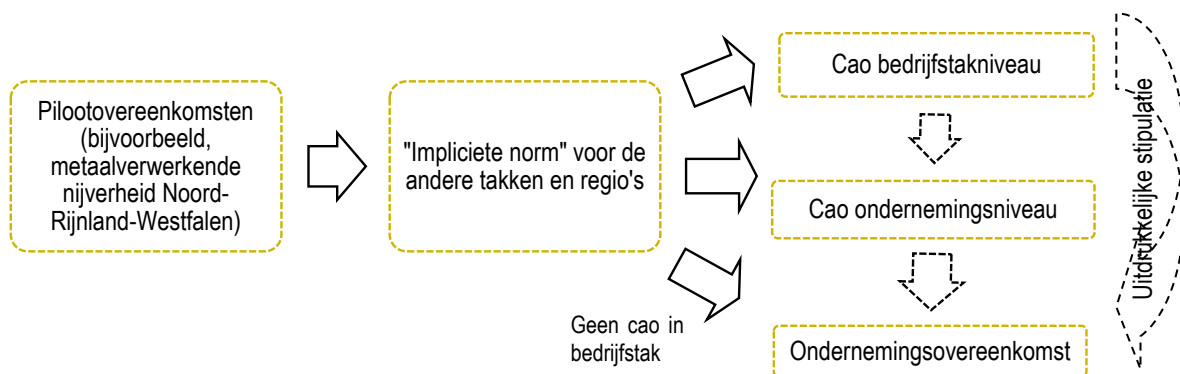 Pilootovereenkomsten
(bijvoorbeeld,
metaalverwerkende
nijverheid Noord-
Rijnland-Westfalen)
"Impliciete norm" voor de
andere takken en regio's
Geen cao in
bedrijfstak
Cao bedrijfstakniveau
Cao ondernemingsniveau
Ondernemingsovereenkomst
Uitdrukkelijke stipulatie